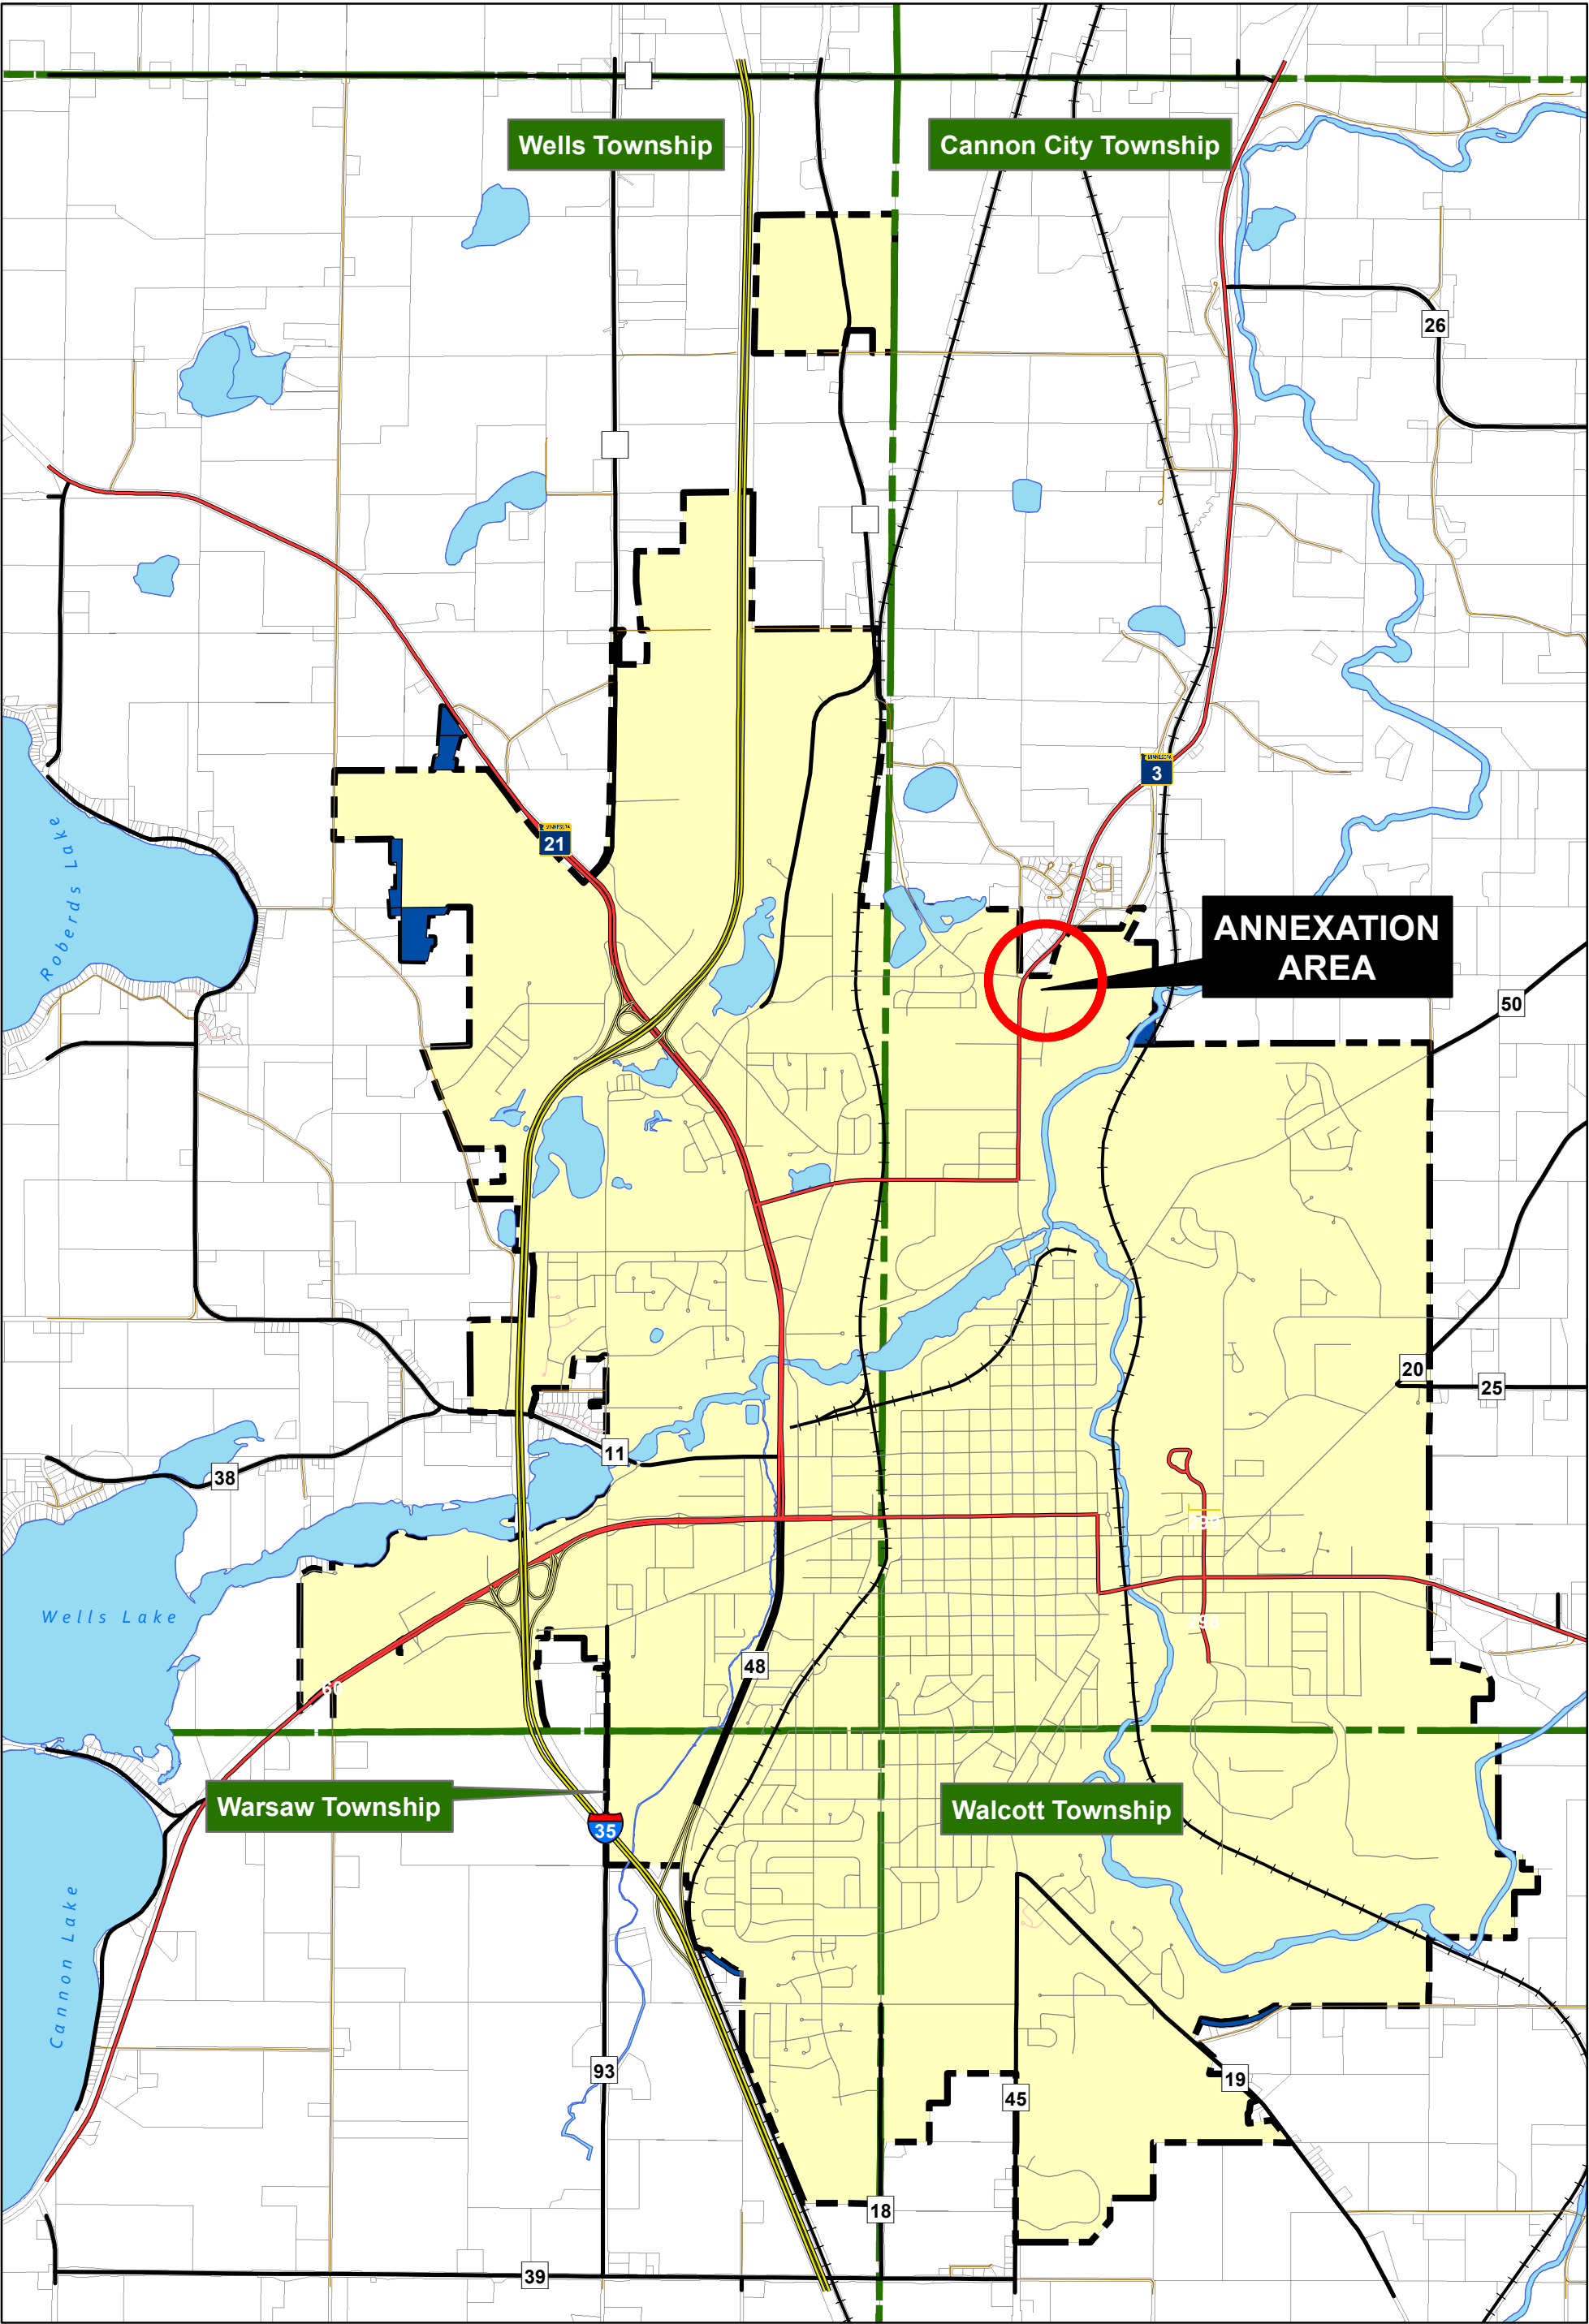 Wells Township
Cannon City Township
26
3
21
Roberds Lake
ANNEXATION
AREA
50
20
25
11
38
Wells Lake
48
60
Warsaw Township
Walcott Township
35
Cannon Lake
93
45
19
18
39